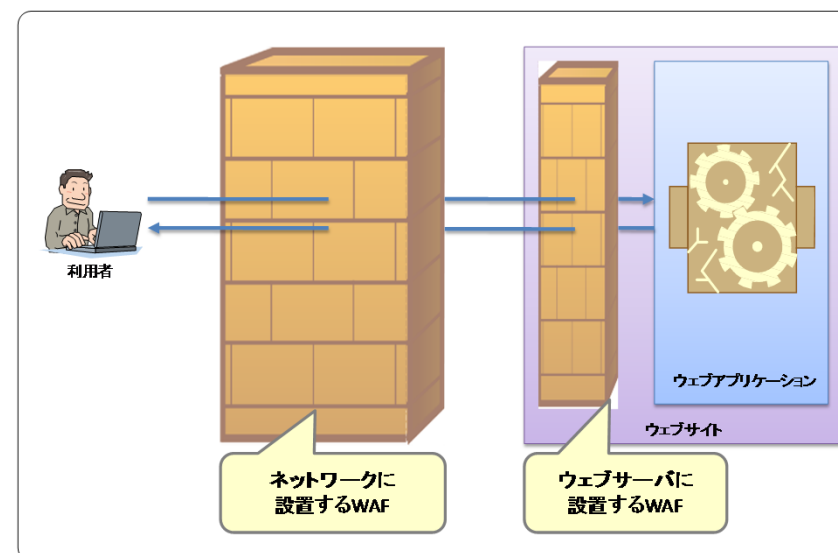 利用者
ウェブアプリケーション
ウェブサイト
ネットワークに
設置するWAF
ウェブサーバに
設置するWAF